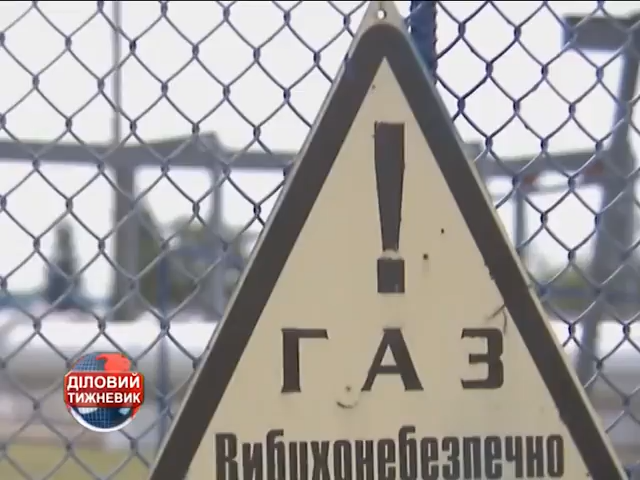 !
ГАЗ
Вибухонебезпечно
ДІЛОВИЙ
ТИЖНЕВИК